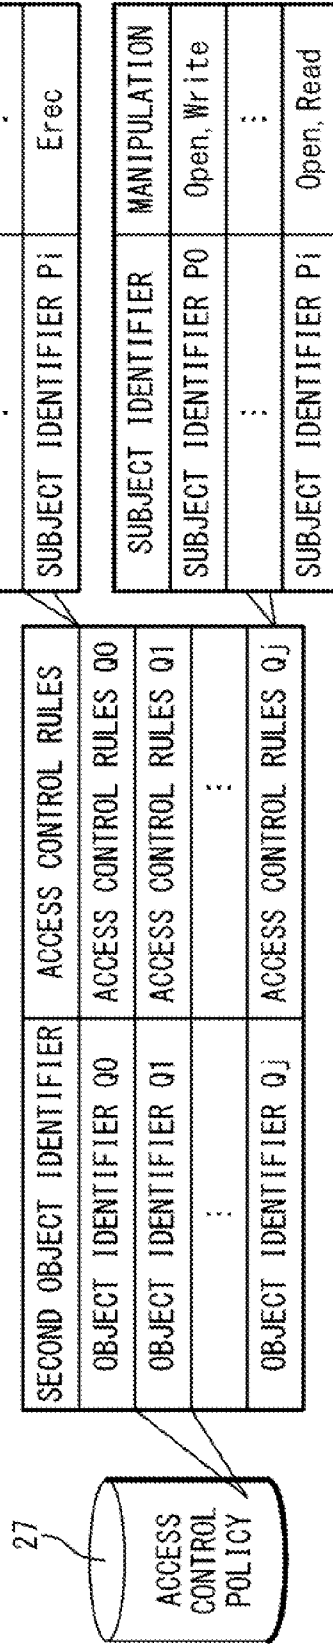 27
ACCESS
CONTROL
POLICY
SECOND OBJECT IDENTIFIER ACCESS CONTROL RULES
OBJECT IDENTIFIER Q0 ACCESS CONTROL RULES Q0
OBJECT IDENTIFIER Q1 ACCESS CONTROL RULES Q1
OBJECT IDENTIFIER Qj ACCESS CONTROL RULES Qj
SUBJECT IDENTIFIER Pi Erec
SUBJECT IDENTIFIER MANIPULATION
SUBJECT IDENTIFIER P0 Open, Write
SUBJECT IDENTIFIER Pi Open, Read